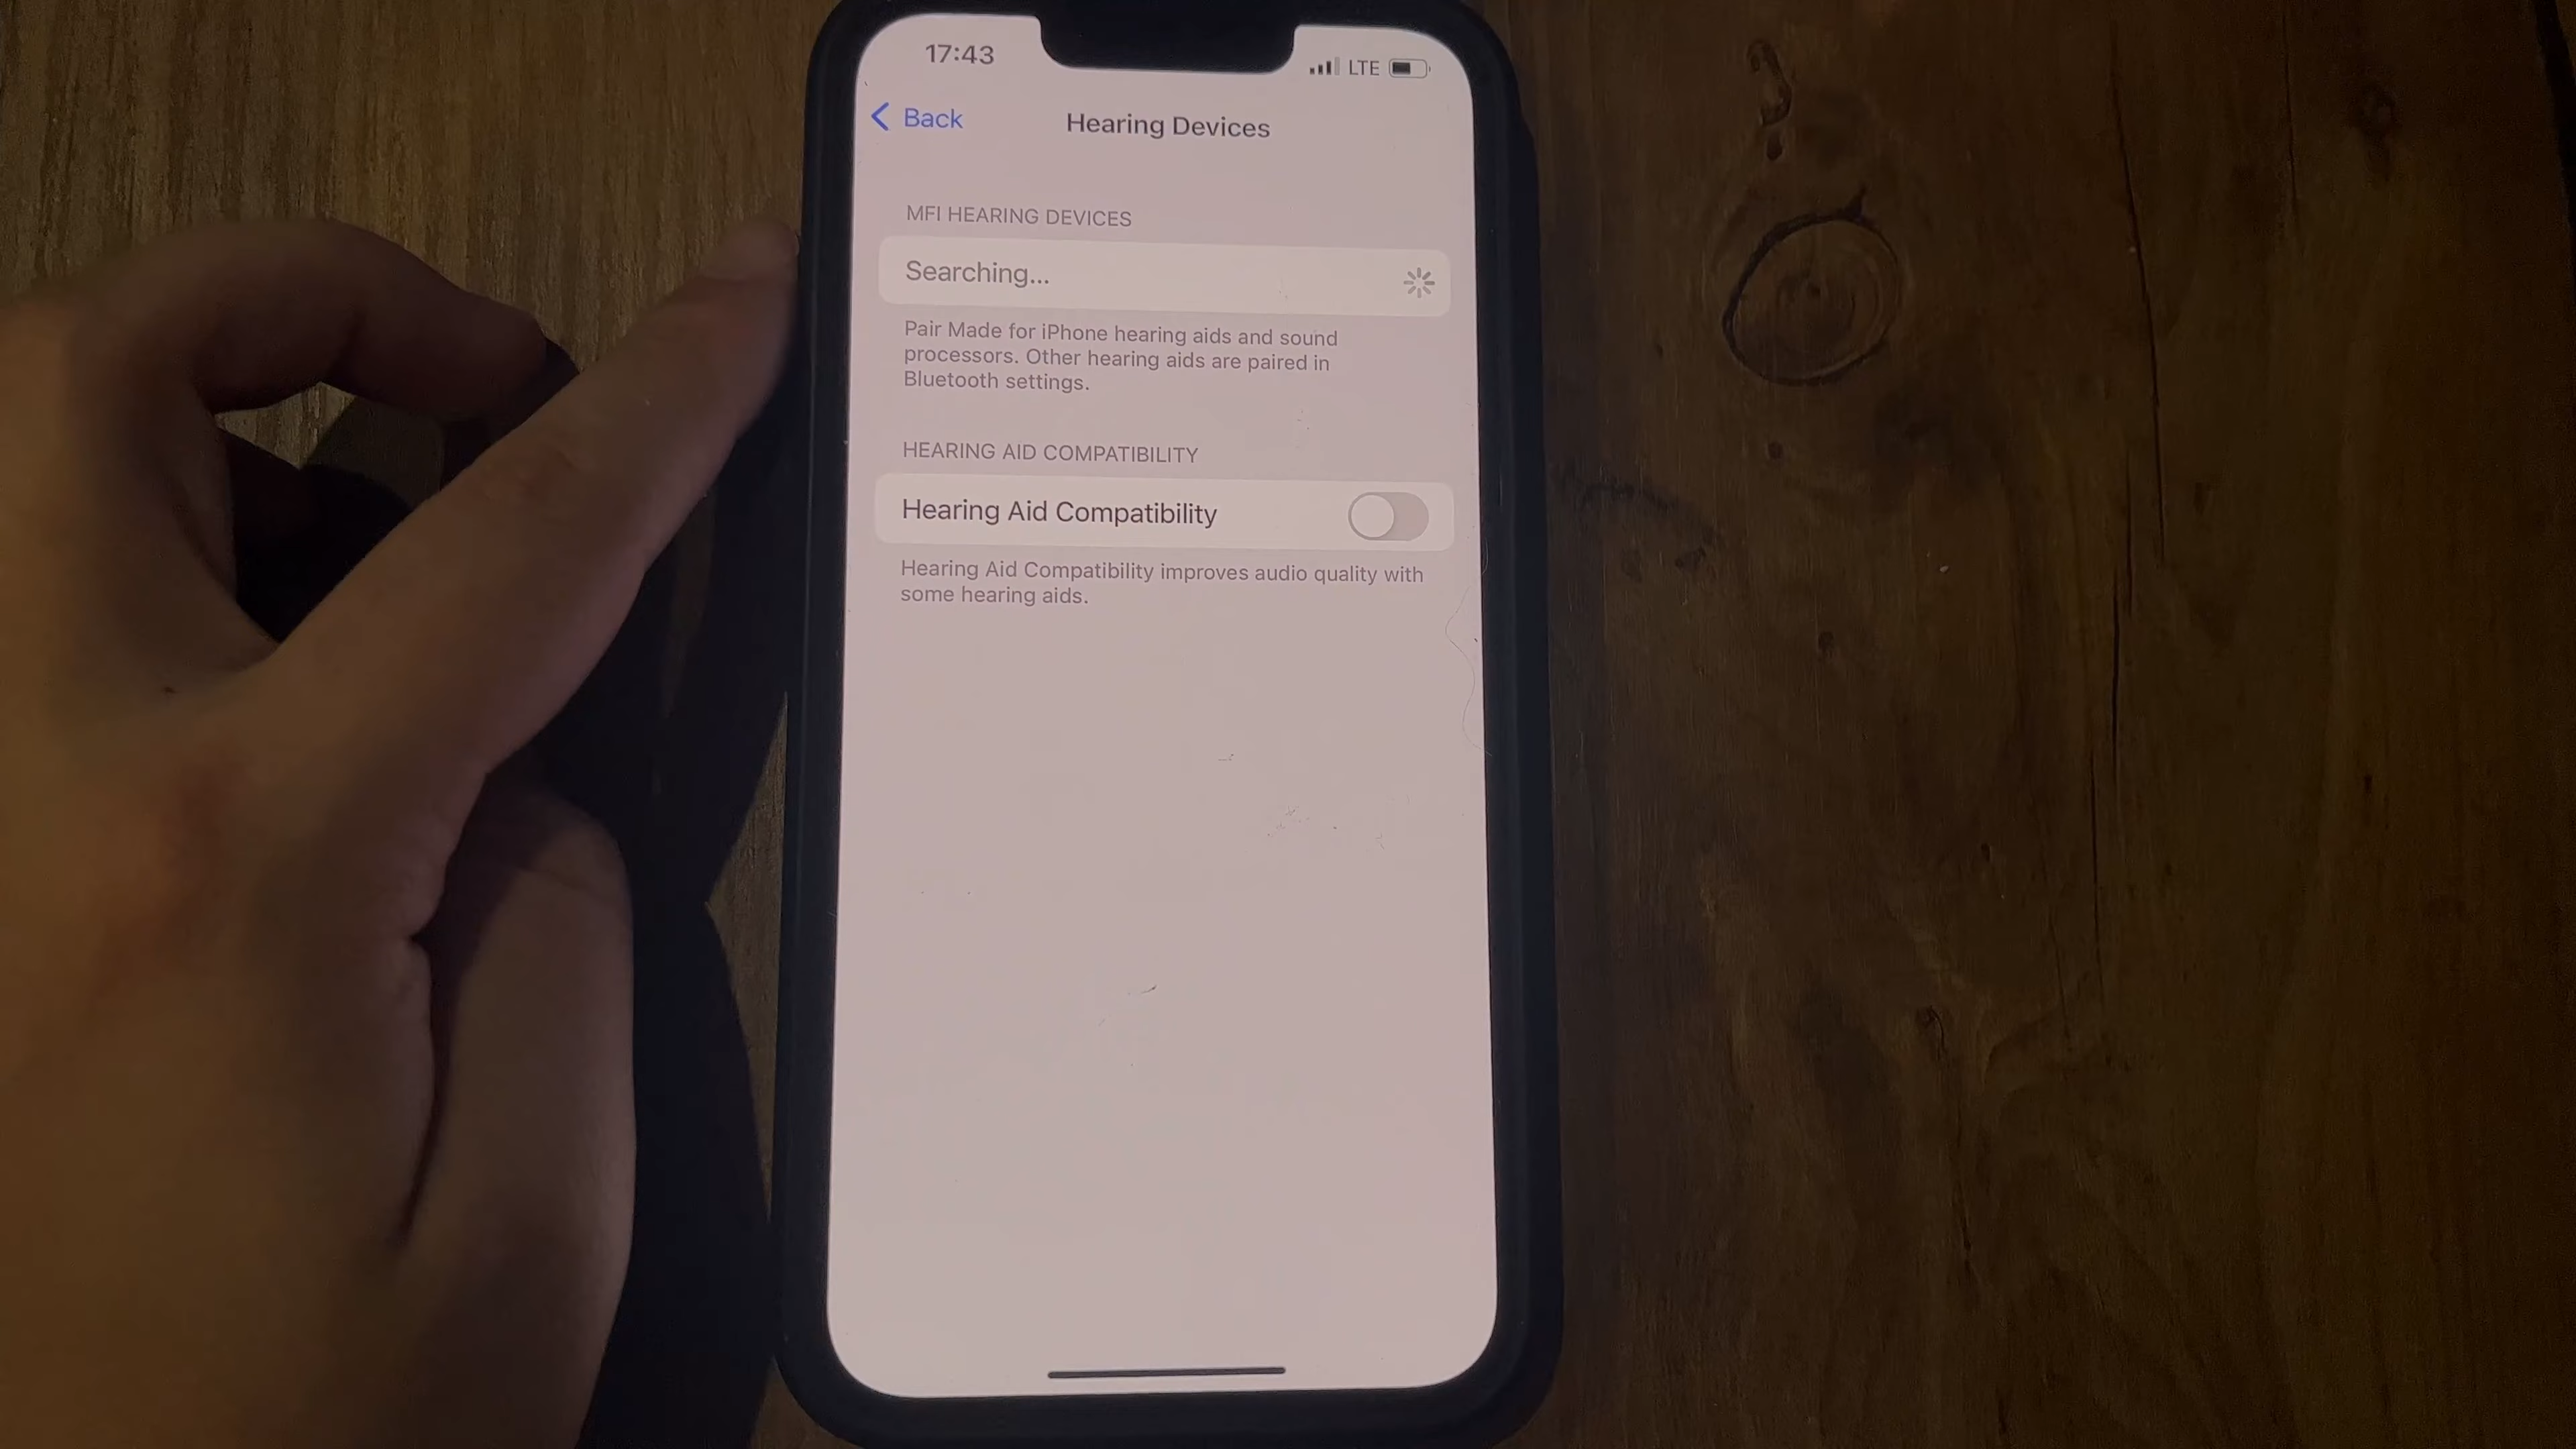 17:43
LTE
Back
Hearing Devices
MFI HEARING DEVICES
Searching...
Pair Made for iPhone hearing aids and sound
processors. Other hearing aids are paired in
Bluetooth settings.
HEARING AID COMPATIBILITY
Hearing Aid Compatibility
Hearing Aid Compatibility improves audio quality with
some hearing aids.